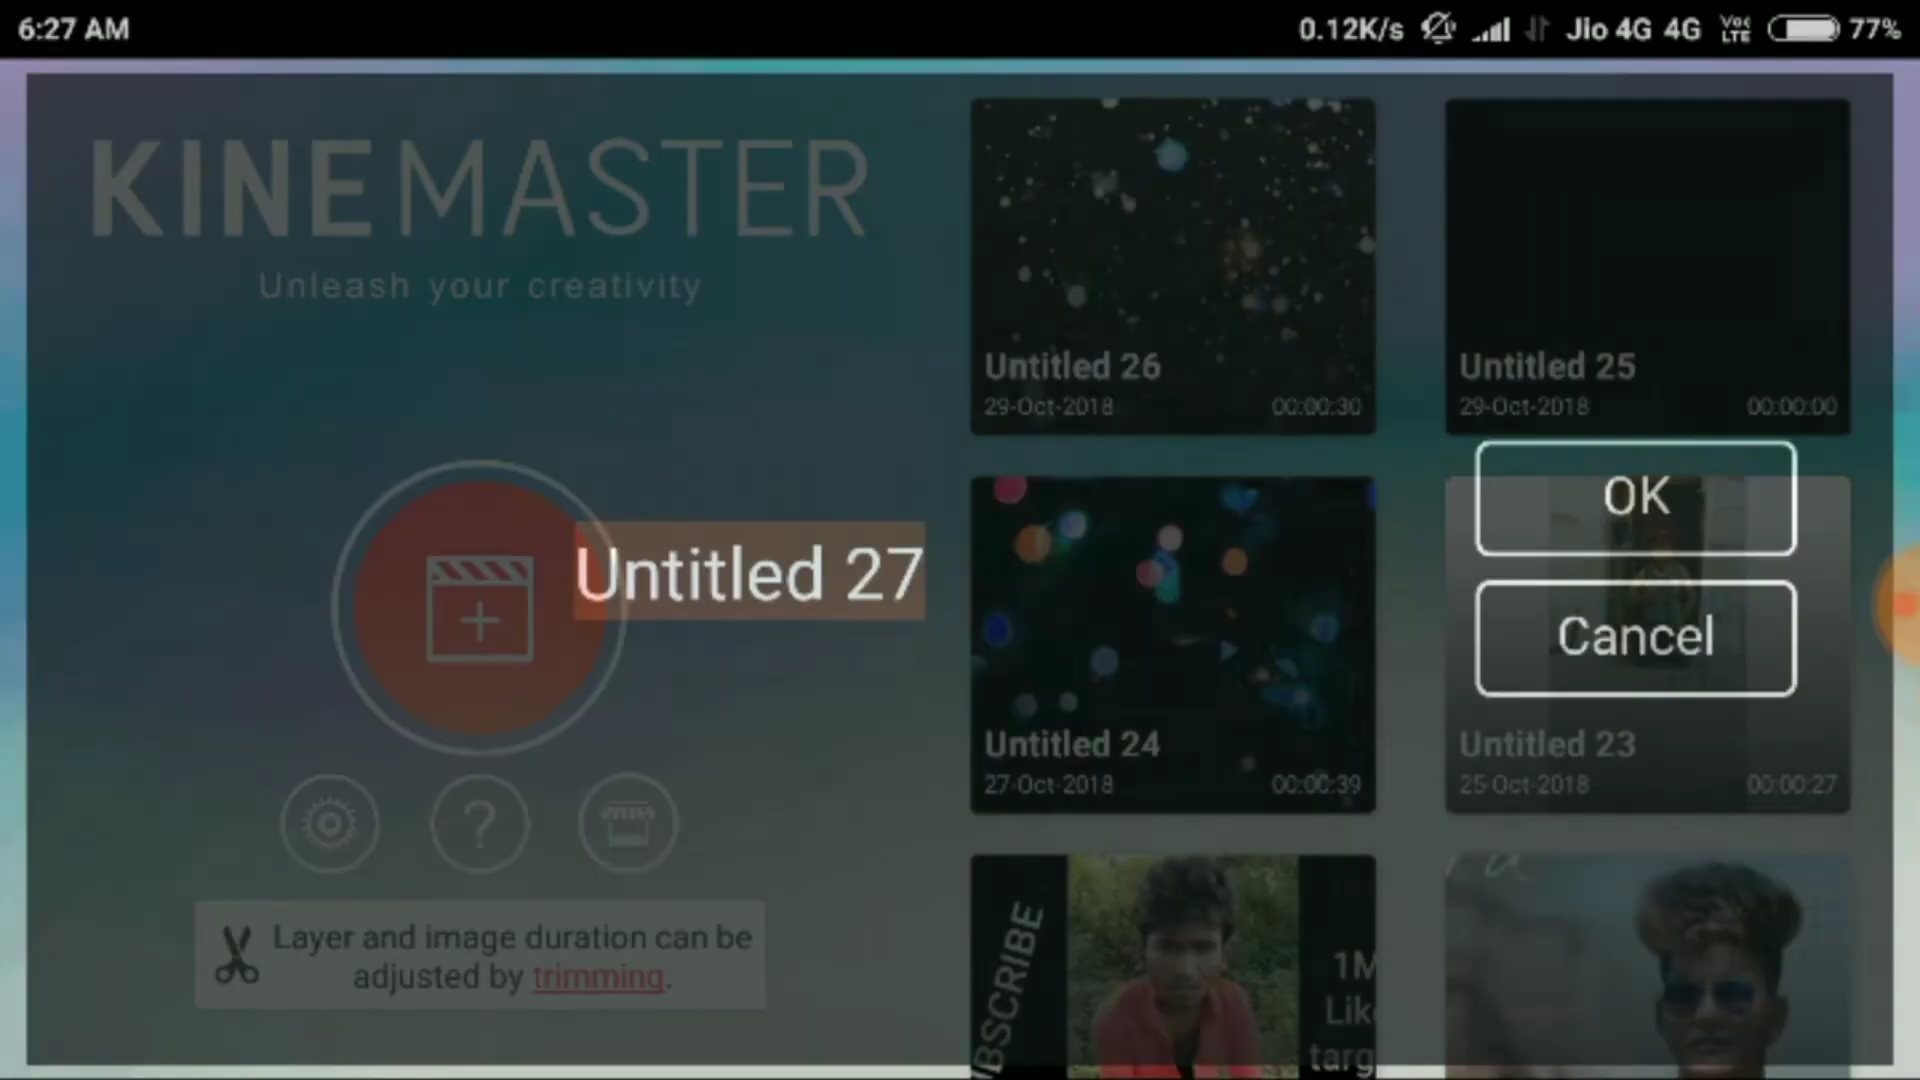 6:27 AM
0.12K/s Jio 4G 4G Vo LTE 77%
KINEMASTER
Unleash your creativity
Untitled 26
29-Oct-2018 00:00:30
Untitled 25
29-Oct-2018 00:00:00
OK
Untitled 27
Cancel
Untitled 24
27-Oct-2018 00:00:39
Untitled 23
25-Oct-2018 00:00:27
?
Layer and image duration can be
adjusted by trimming.
BSCRIBE
1M
Lik
targ